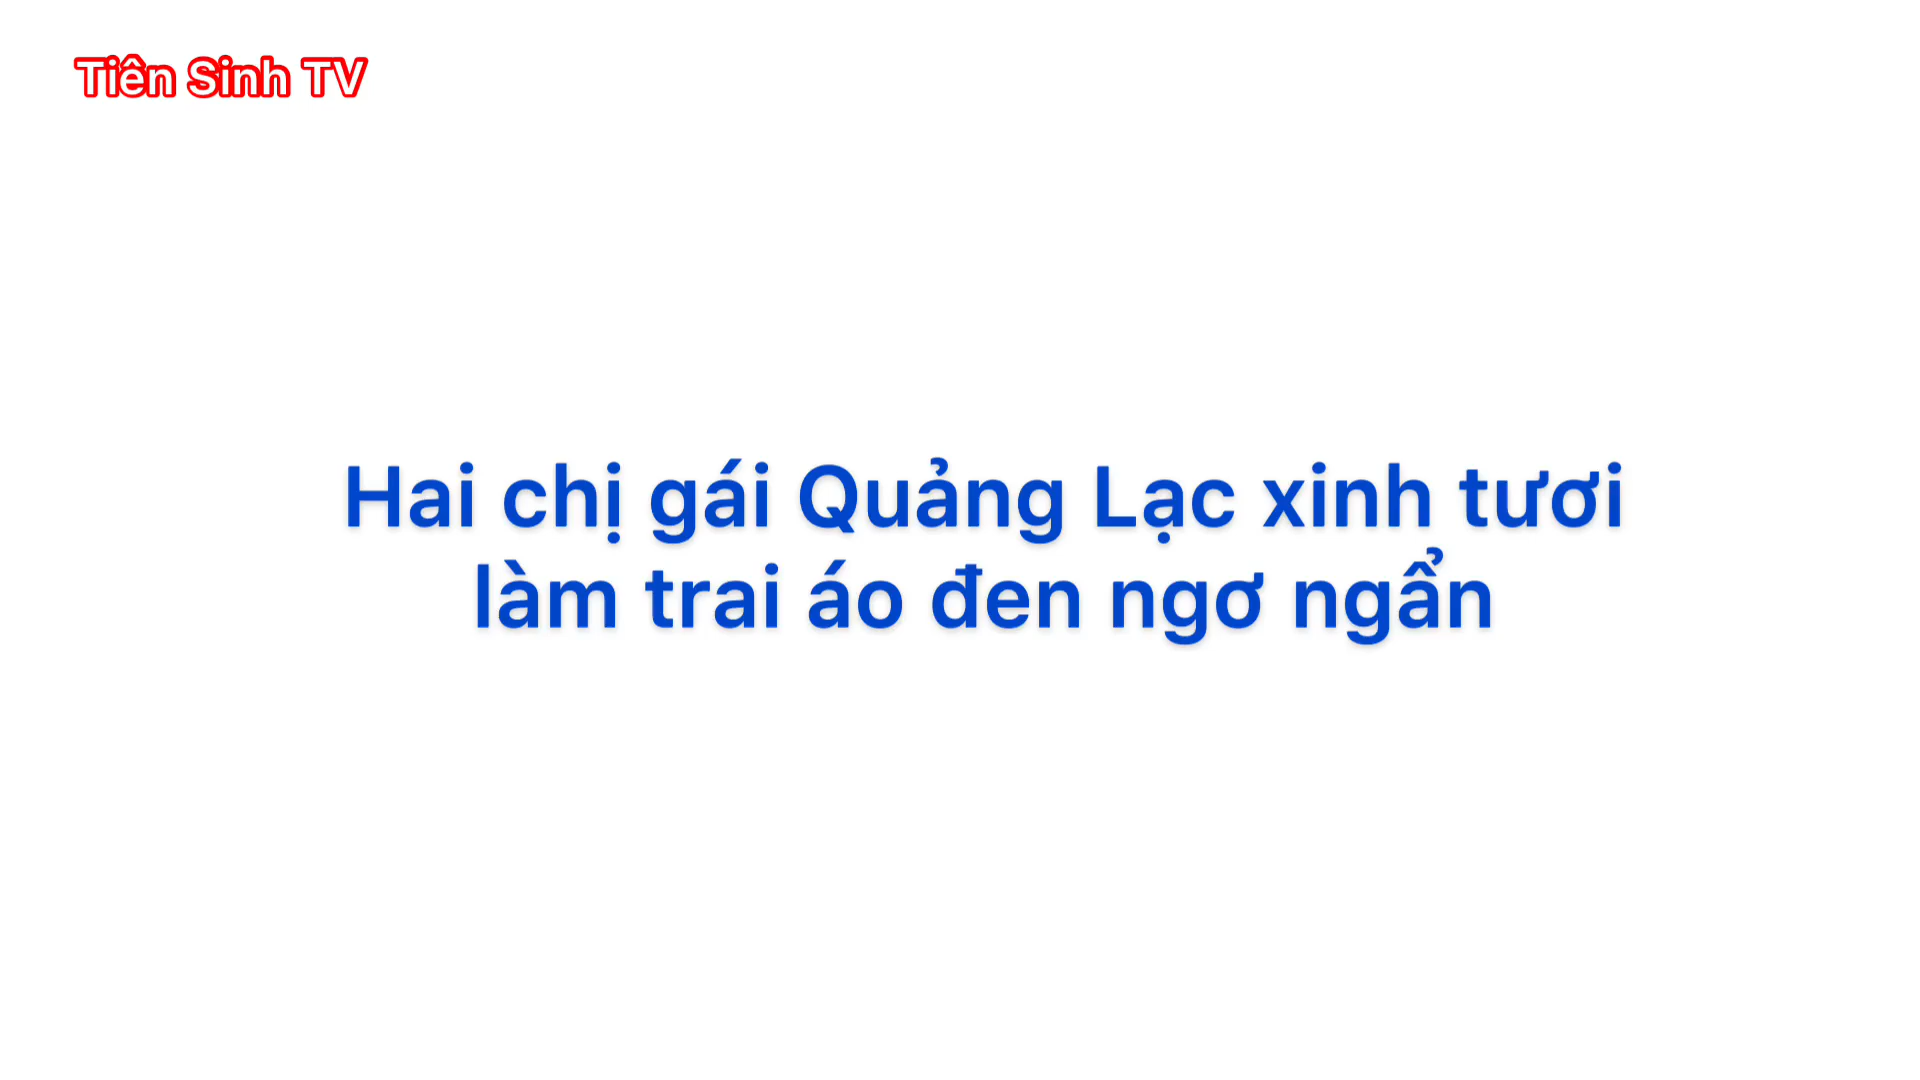 Tiên Sinh TV
Hai chị gái Quảng Lạc xinh tươi
làm trai áo đen ngơ ngẩn